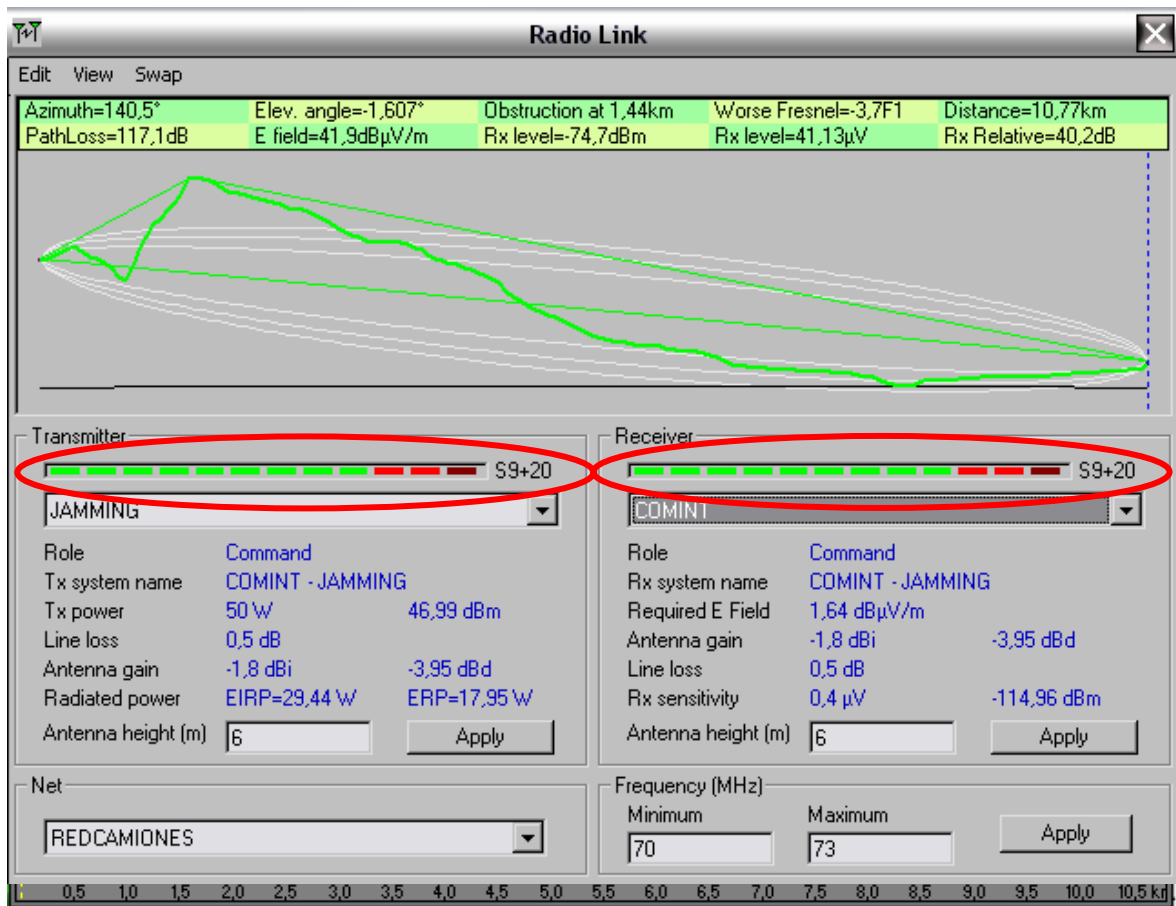 Radio Link
Edit View Swap
Azimuth=140,5° Elev. angle=-1,607° Obstruction at 1,44km Worse Fresnel=-3,7F1 Distance=10,77km
PathLoss=117,1dB E field=41,9dBµV/m Rx level=-74,7dBm Rx level=41,13µV Rx Relative=40,2dB
Transmitter
S9+20
JAMMING
Role Command
Tx system name COMINT - JAMMING
Tx power 50 W 46,99 dBm
Line loss 0,5 dB
Antenna gain -1,8 dBi -3,95 dBd
Radiated power EIRP=29,44 W ERP=17,95 W
Antenna height (m) 6 Apply
Receiver
S9+20
COMINT
Role Command
Rx system name COMINT - JAMMING
Required E Field 1,64 dBµV/m
Antenna gain -1,8 dBi -3,95 dBd
Line loss 0,5 dB
Rx sensitivity 0,4 µV -114,96 dBm
Antenna height (m) 6 Apply
Net
REDCAMIONES
Frequency (MHz)
Minimum Maximum
70 73 Apply
0,5 1,0 1,5 2,0 2,5 3,0 3,5 4,0 4,5 5,0 5,5 6,0 6,5 7,0 7,5 8,0 8,5 9,0 9,5 10,0 10,5 km